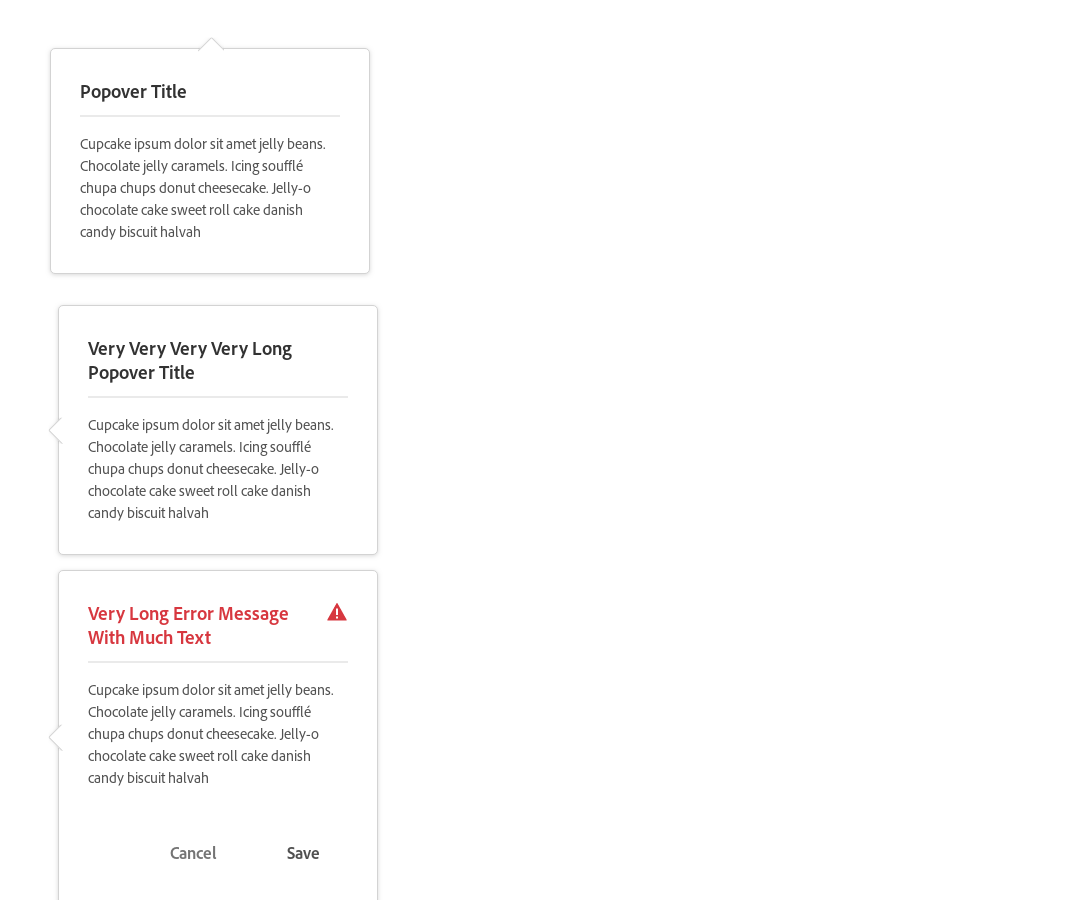 Popover Title
Cupcake ipsum dolor sit amet jelly beans.
Chocolate jelly caramels. Icing soufflé
chupa chups donut cheesecake. Jelly-o
chocolate cake sweet roll cake danish
candy biscuit halvah
Very Very Very Very Long
Popover Title
Cupcake ipsum dolor sit amet jelly beans.
Chocolate jelly caramels. Icing soufflé
chupa chups donut cheesecake. Jelly-o
chocolate cake sweet roll cake danish
candy biscuit halvah
Very Long Error Message
With Much Text
Cupcake ipsum dolor sit amet jelly beans.
Chocolate jelly caramels. Icing soufflé
chupa chups donut cheesecake. Jelly-o
chocolate cake sweet roll cake danish
candy biscuit halvah
Cancel Save